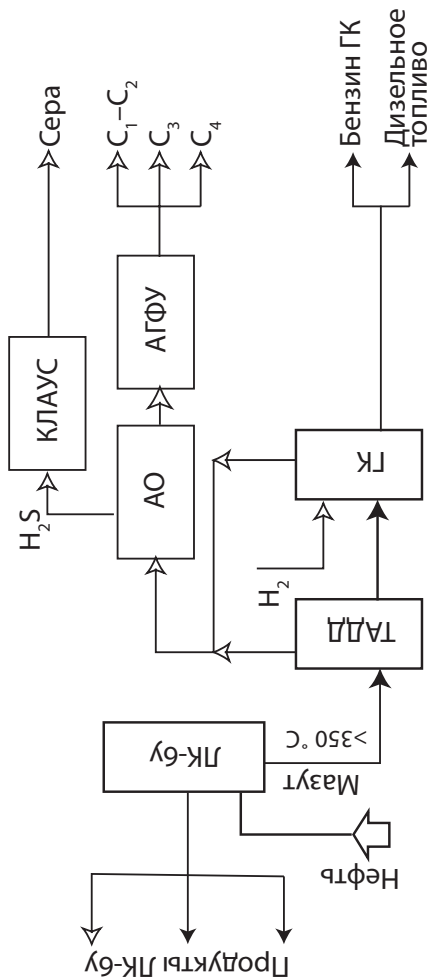 H₂S
КЛАУС
Сера
АО
АГФУ
C₁–C₂
C₃
C₄
H₂
ТАДД
ГК
Бензин ГК
Дизельное
топливо
Продукты ЛК-6у
ЛК-6у
Мазут
>350 °C
Нефть